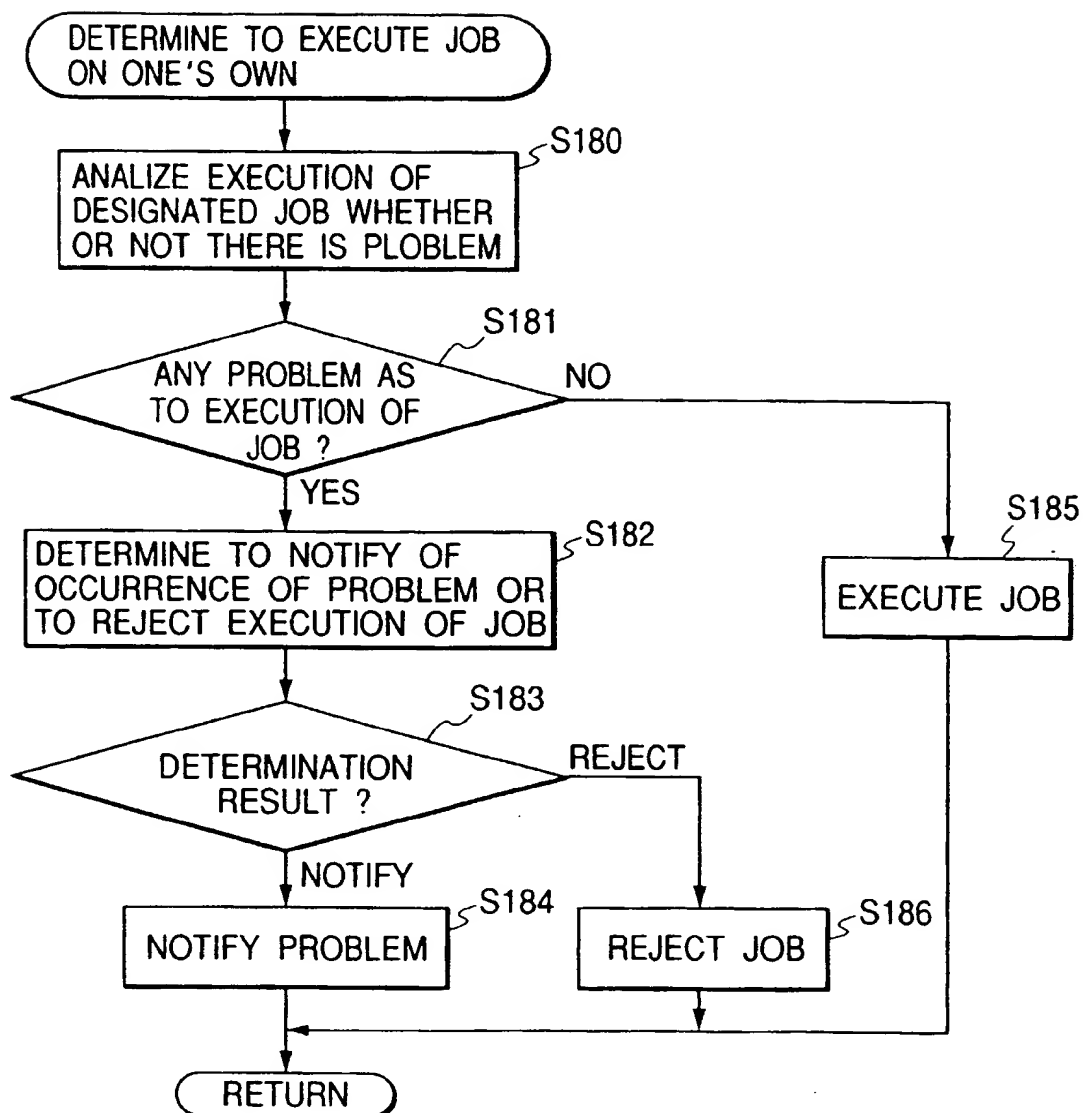 DETERMINE TO EXECUTE JOB
ON ONE'S OWN
S180
ANALIZE EXECUTION OF
DESIGNATED JOB WHETHER
OR NOT THERE IS PLOBLEM
S181
ANY PROBLEM AS
TO EXECUTION OF
JOB ?
NO
YES
S182
DETERMINE TO NOTIFY OF
OCCURRENCE OF PROBLEM OR
TO REJECT EXECUTION OF JOB
S185
EXECUTE JOB
S183
DETERMINATION
RESULT ?
REJECT
NOTIFY
S184
NOTIFY PROBLEM
S186
REJECT JOB
RETURN